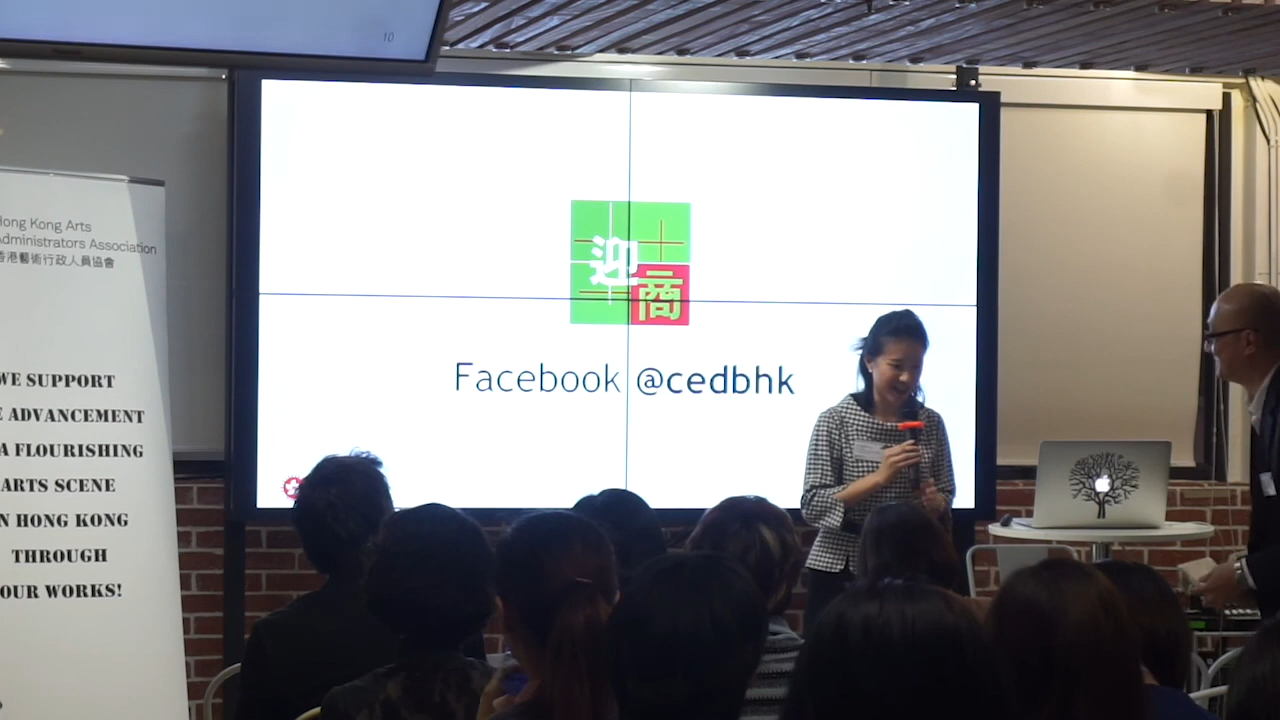 10
Hong Kong Arts
Administrators Association
香港藝術行政人員協會
WE SUPPORT
ADVANCEMENT
A FLOURISHING
ARTS SCENE
IN HONG KONG
THROUGH
OUR WORKS!
迎
商
Facebook @cedbhk